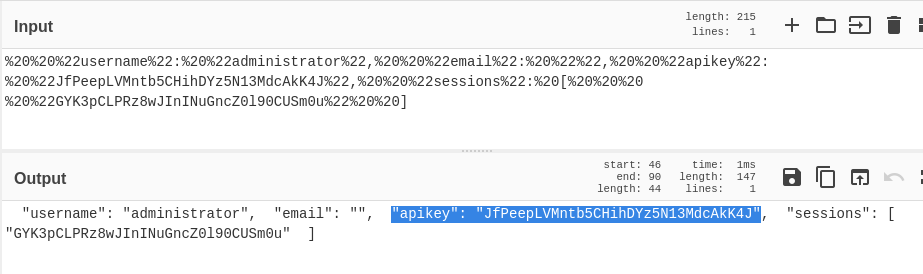 Input
length: 215
lines: 1
%20%20%22username%22:%20%22administrator%22,%20%20%22email%22:%20%22%22,%20%20%22apikey%22:
%20%22JfPeepLVMntb5CHihDYz5N13MdcAkK4J%22,%20%20%22sessions%22:%20[%20%20%20
%20%22GYK3pCLPRz8wJInINuGncZ0l90CUSm0u%22%20%20]
Output
start: 46 time: 1ms
end: 90 length: 147
length: 44 lines: 1
"username": "administrator", "email": "", "apikey": "JfPeepLVMntb5CHihDYz5N13MdcAkK4J", "sessions": [
"GYK3pCLPRz8wJInINuGncZ0l90CUSm0u" ]